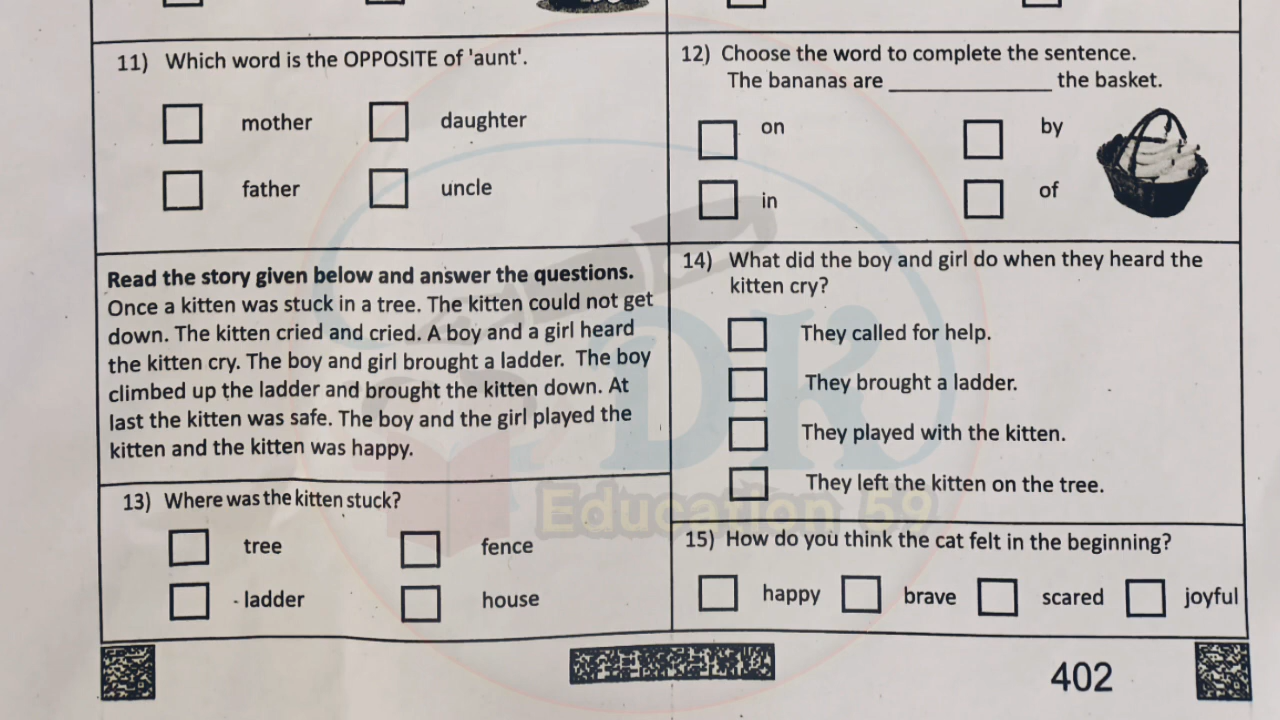 11) Which word is the OPPOSITE of 'aunt'.
mother daughter
father uncle
12) Choose the word to complete the sentence.
The bananas are ____________ the basket.
on by
in of
Read the story given below and answer the questions.
Once a kitten was stuck in a tree. The kitten could not get
down. The kitten cried and cried. A boy and a girl heard
the kitten cry. The boy and girl brought a ladder. The boy
climbed up the ladder and brought the kitten down. At
last the kitten was safe. The boy and the girl played the
kitten and the kitten was happy.
13) Where was the kitten stuck?
tree fence
ladder house
14) What did the boy and girl do when they heard the
kitten cry?
They called for help.
They brought a ladder.
They played with the kitten.
They left the kitten on the tree.
15) How do you think the cat felt in the beginning?
happy brave scared joyful
402
DK
Education 59